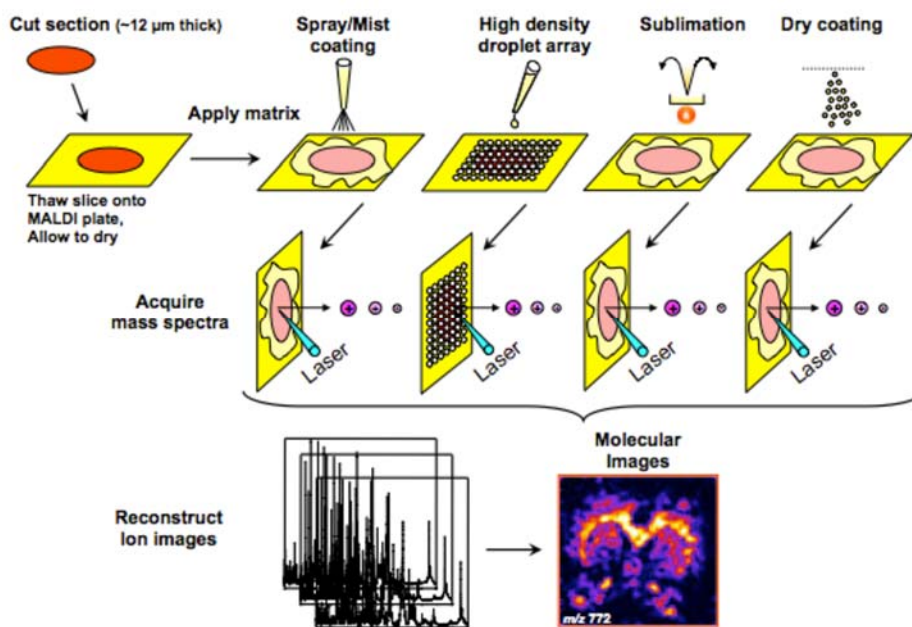 Cut section (~12 µm thick)
Spray/Mist
coating
High density
droplet array
Sublimation
Dry coating
Apply matrix
Thaw slice onto
MALDI plate,
Allow to dry
Acquire
mass spectra
Laser
Laser
Laser
Laser
Reconstruct
Ion images
Molecular
Images
m/z 772